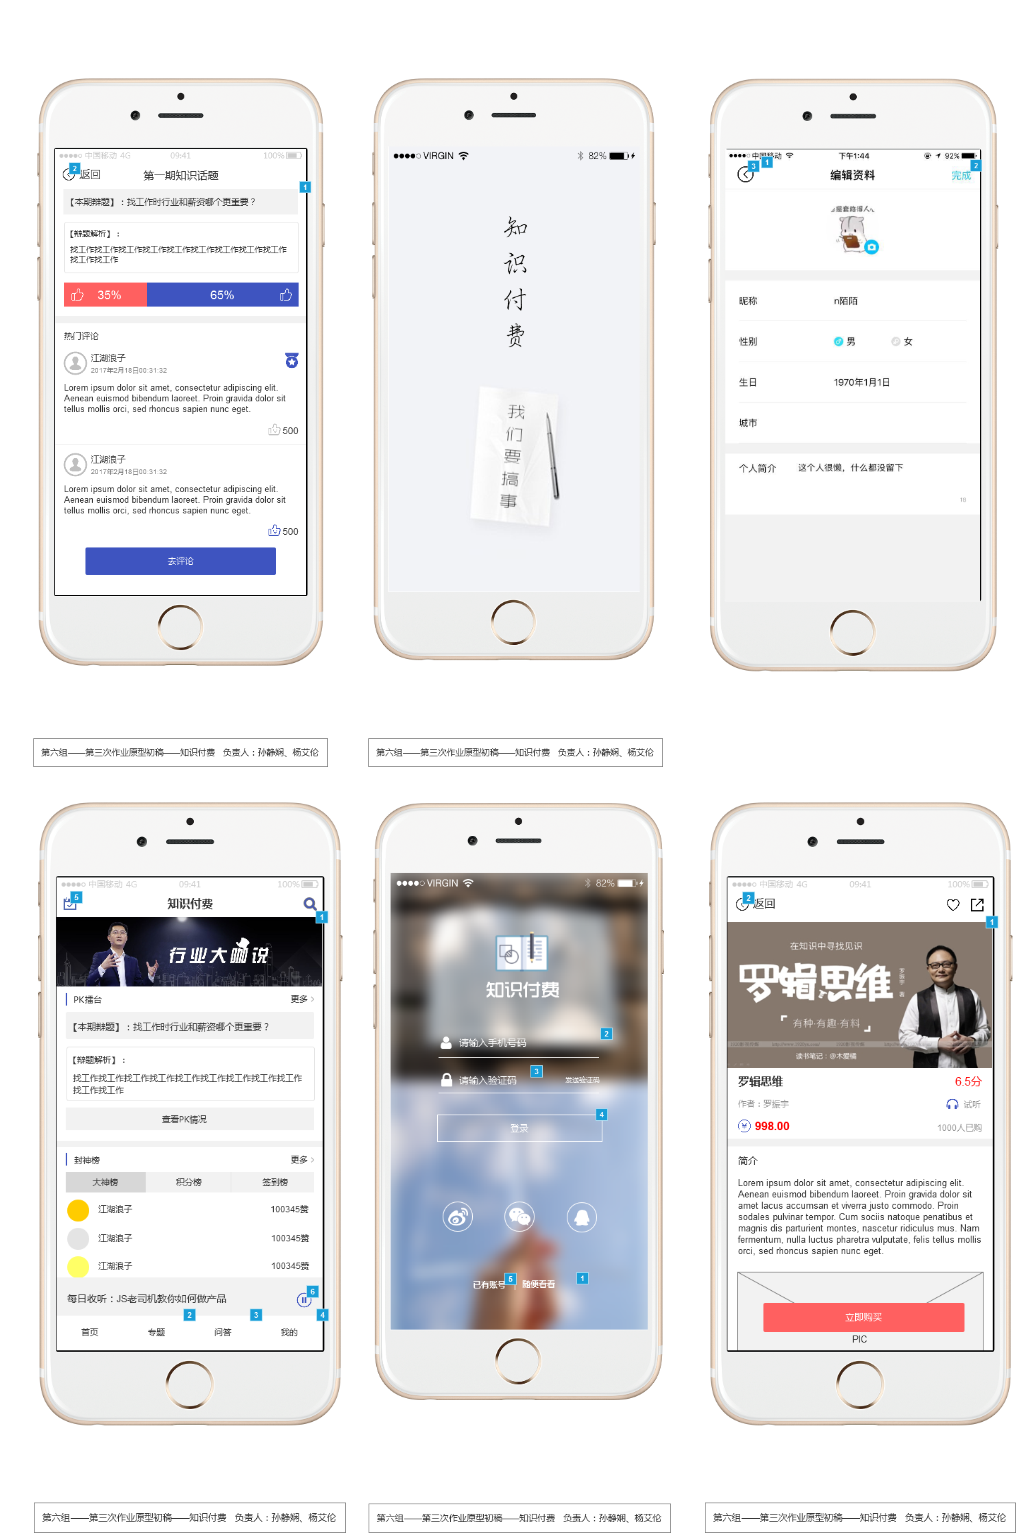 中国移动 4G 09:41 100%
2
返回 第一期知识话题
1
【本期辩题】：找工作时行业和薪资哪个更重要？
【辩题解析】：
找工作找工作找工作找工作找工作找工作找工作找工作找工作
找工作找工作
35% 65%
热门评论
江湖浪子
2017年2月18日00:31:32
Lorem ipsum dolor sit amet, consectetur adipiscing elit.
Aenean euismod bibendum laoreet. Proin gravida dolor sit
tellus mollis orci, sed rhoncus sapien nunc eget.
500
江湖浪子
2017年2月18日00:31:32
Lorem ipsum dolor sit amet, consectetur adipiscing elit.
Aenean euismod bibendum laoreet. Proin gravida dolor sit
tellus mollis orci, sed rhoncus sapien nunc eget.
500
去评论
VIRGIN 82%
知
识
付
费
我
们
要
搞
事
中国移动 下午1:44 92%
3 1 2
编辑资料 完成
昵称 n陌陌
性别 男 女
生日 1970年1月1日
城市
个人简介 这个人很懒，什么都没留下
第六组——第三次作业原型初稿——知识付费 负责人：孙静娴、杨艾伦
第六组——第三次作业原型初稿——知识付费 负责人：孙静娴、杨艾伦
中国移动 4G 09:41 100%
5
知识付费
1
行业大咖说
PK擂台 更多
【本期辩题】：找工作时行业和薪资哪个更重要？
【辩题解析】：
找工作找工作找工作找工作找工作找工作找工作找工作找工作
找工作找工作
查看PK情况
封神榜 更多
大神榜 积分榜 签到榜
江湖浪子 100345赞
江湖浪子 100345赞
江湖浪子 100345赞
每日收听：JS老司机教你如何做产品
6
2 3 4
首页 专题 问答 我的
VIRGIN 82%
知识付费
2
请输入手机号码
3
请输入验证码 发送验证码
4
登录
5 1
已有账号 随便看看
中国移动 4G 09:41 100%
2
返回
1
在知识中寻找见识
罗辑思维
罗振宇 著
「有种·有趣·有料」
读书笔记：@木爱橘
罗辑思维 6.5分
作者：罗振宇 试听
998.00 1000人已购
简介
Lorem ipsum dolor sit amet, consectetur adipiscing elit.
Aenean euismod bibendum laoreet. Proin gravida dolor sit
amet lacus accumsan et viverra justo commodo. Proin
sodales pulvinar tempor. Cum sociis natoque penatibus et
magnis dis parturient montes, nascetur ridiculus mus. Nam
fermentum, nulla luctus pharetra vulputate, felis tellus mollis
orci, sed rhoncus sapien nunc eget.
立即购买
PIC
第六组——第三次作业原型初稿——知识付费 负责人：孙静娴、杨艾伦
第六组——第三次作业原型初稿——知识付费 负责人：孙静娴、杨艾伦
第六组——第三次作业原型初稿——知识付费 负责人：孙静娴、杨艾伦